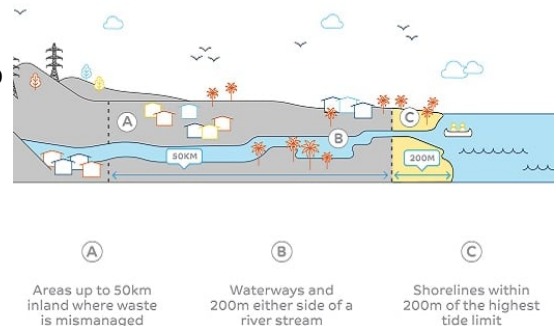 A
B
C
50KM
200M
A
Areas up to 50km
inland where waste
is mismanaged
B
Waterways and
200m either side of a
river stream
C
Shorelines within
200m of the highest
tide limit